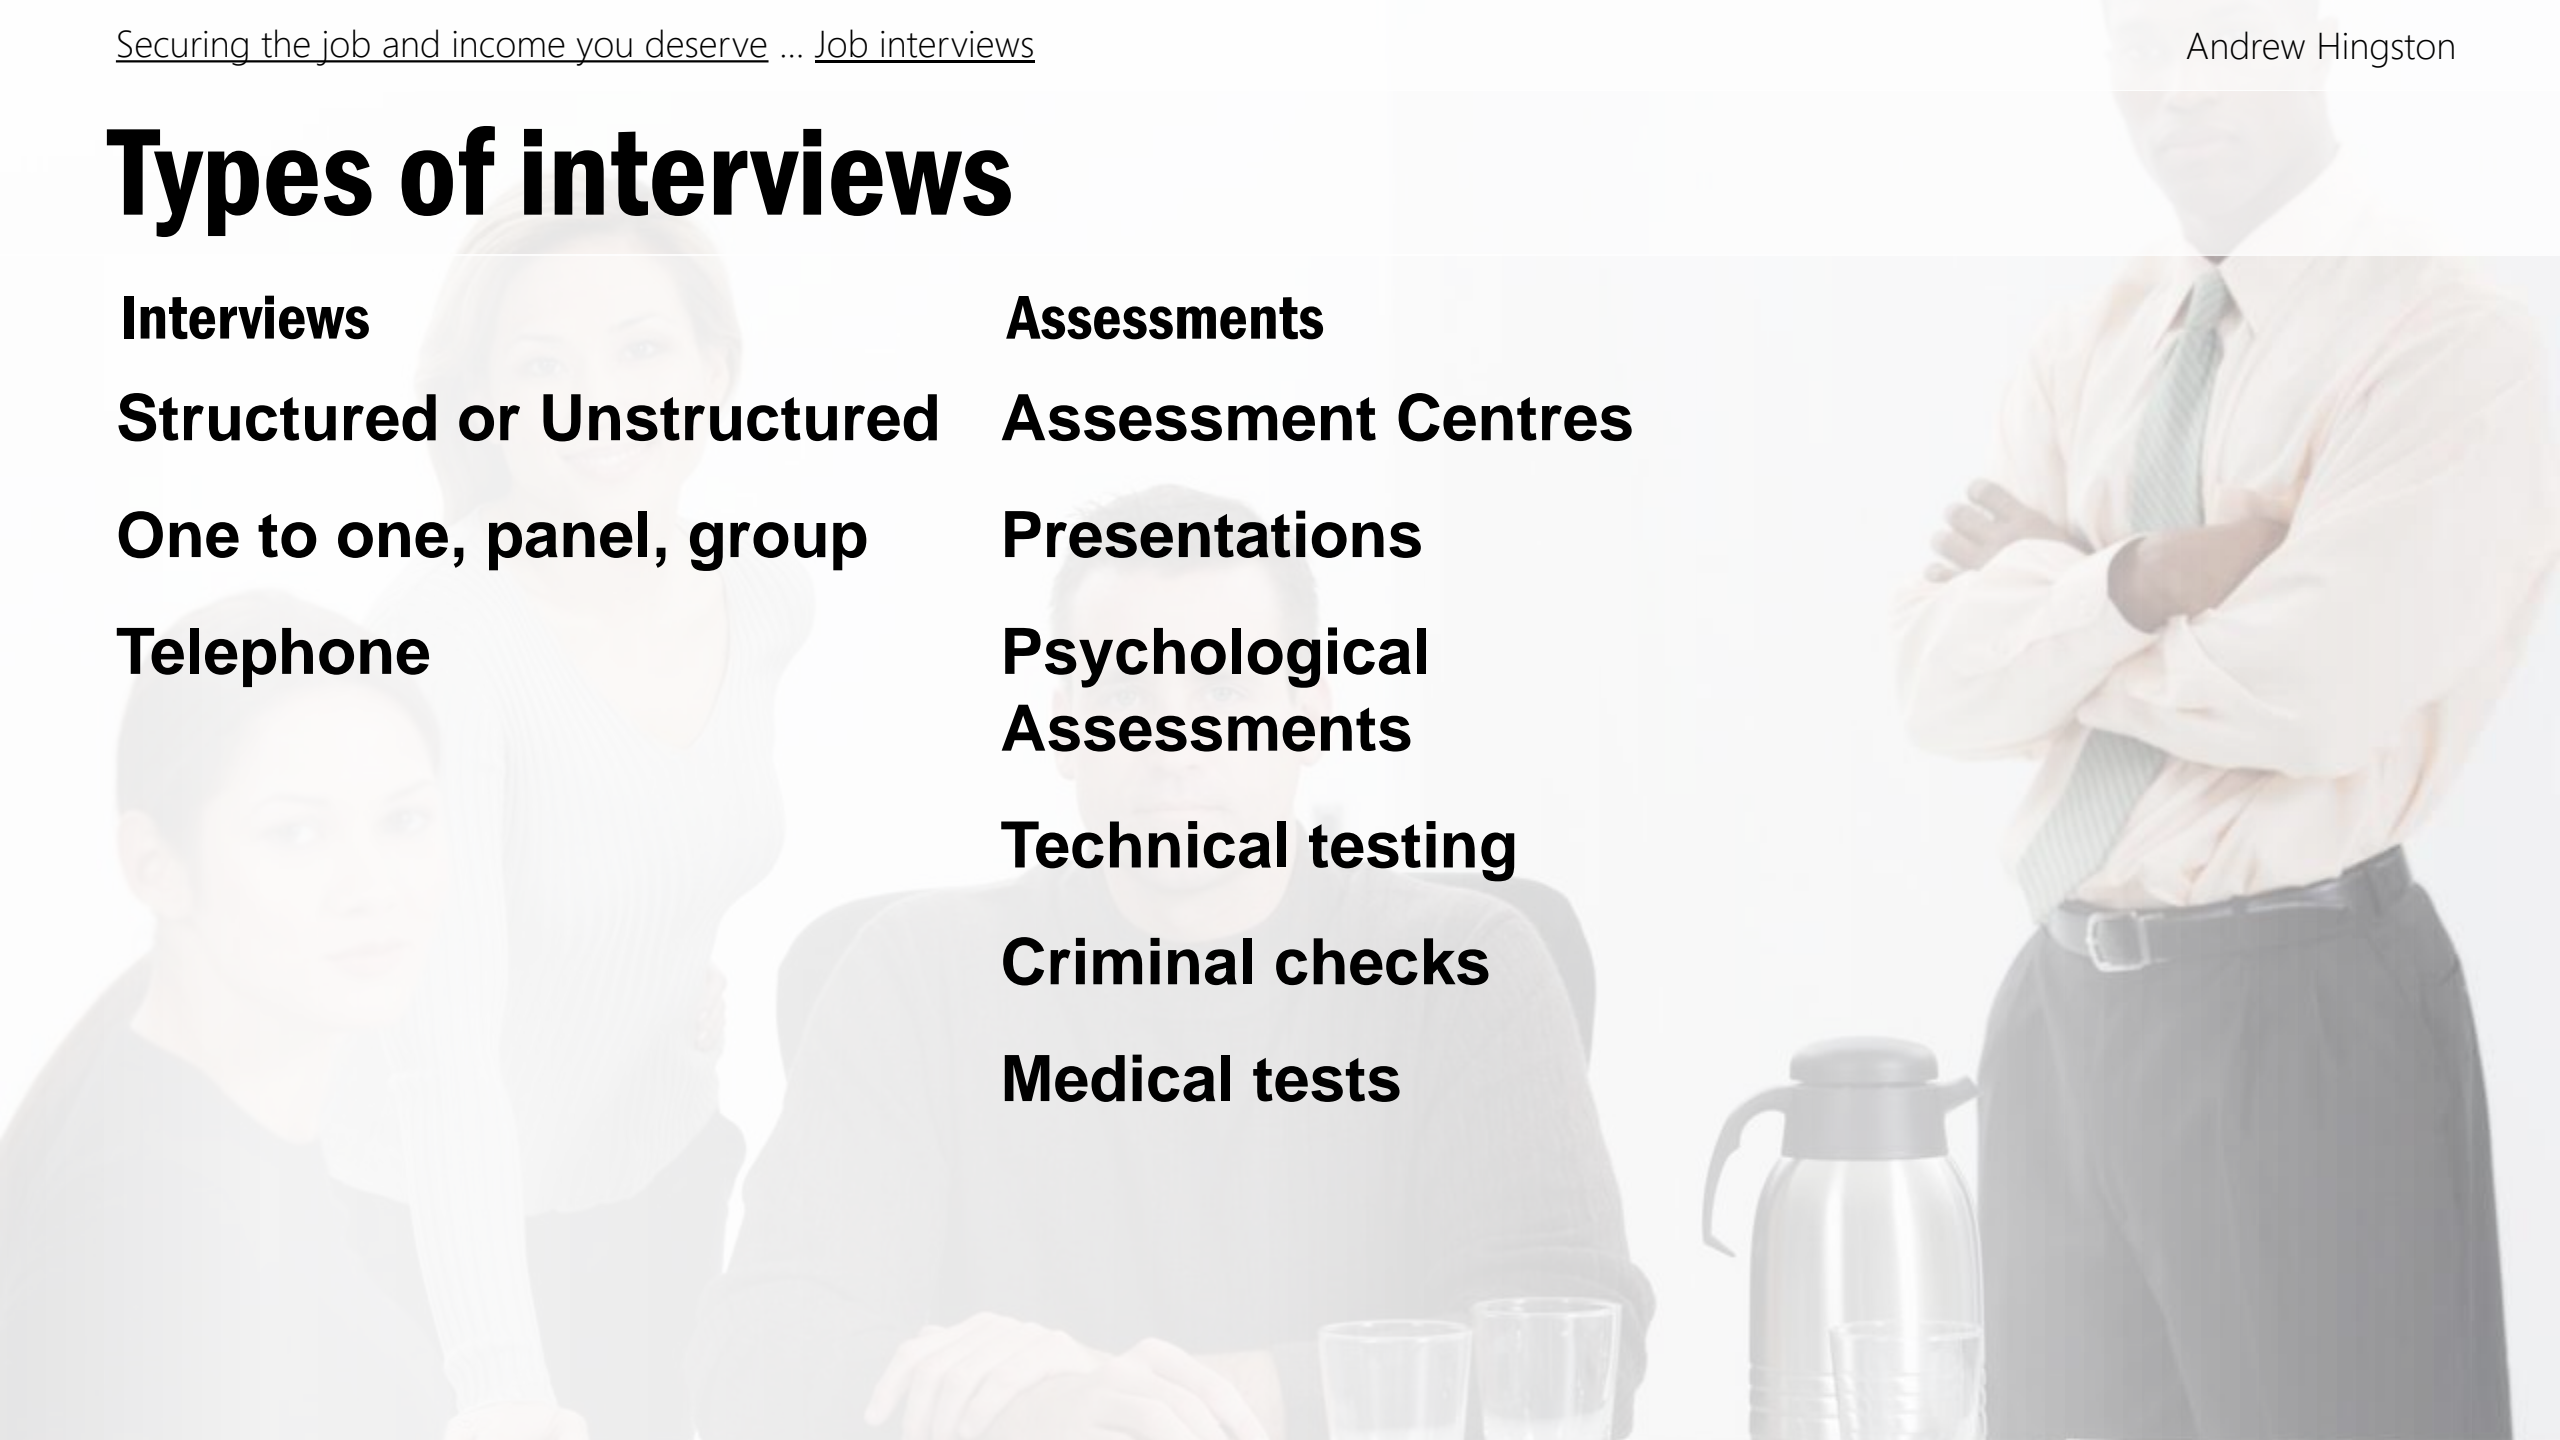 Securing the job and income you deserve ... Job interviews
Andrew Hingston
Types of interviews
Interviews
Structured or Unstructured
One to one, panel, group
Telephone
Assessments
Assessment Centres
Presentations
Psychological
Assessments
Technical testing
Criminal checks
Medical tests